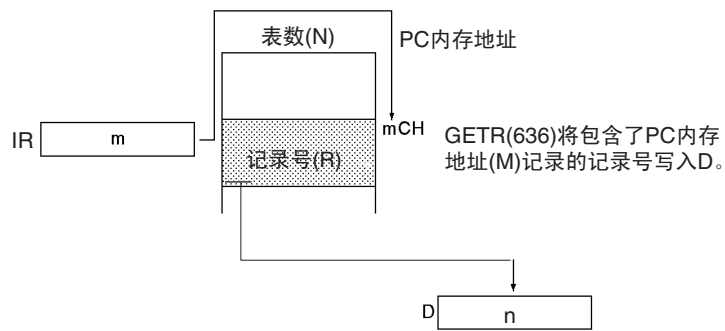 表数(N)
PC内存地址
IR
m
mCH
GETR(636)将包含了PC内存
地址(M)记录的记录号写入D。
记录号(R)
D
n